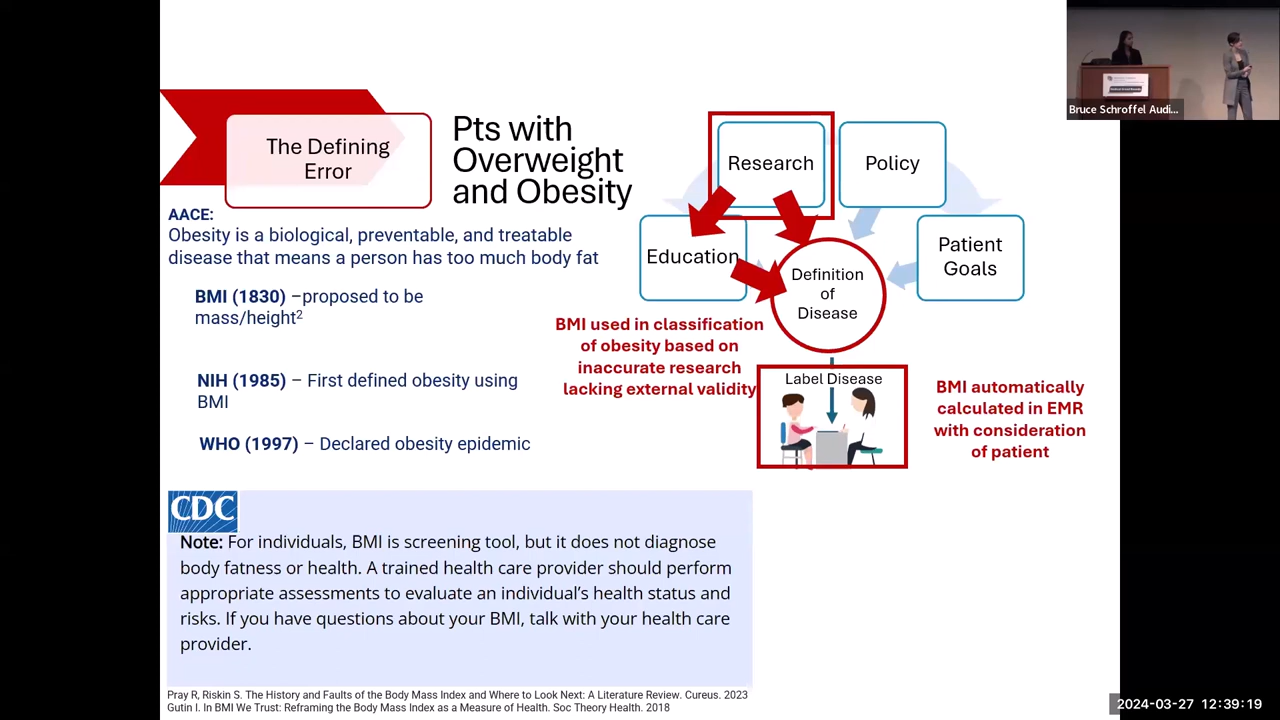 Bruce Schroffel Audi...
The Defining
Error
Pts with
Overweight
and Obesity
AACE:
Obesity is a biological, preventable, and treatable
disease that means a person has too much body fat
BMI (1830) –proposed to be
mass/height²
NIH (1985) – First defined obesity using
BMI
WHO (1997) – Declared obesity epidemic
Research
Policy
Education
Patient
Goals
Definition
of
Disease
BMI used in classification
of obesity based on
inaccurate research
lacking external validity
Label Disease
BMI automatically
calculated in EMR
with consideration
of patient
CDC
Note: For individuals, BMI is screening tool, but it does not diagnose
body fatness or health. A trained health care provider should perform
appropriate assessments to evaluate an individual's health status and
risks. If you have questions about your BMI, talk with your health care
provider.
Pray R, Riskin S. The History and Faults of the Body Mass Index and Where to Look Next: A Literature Review. Cureus. 2023
Gutin I. In BMI We Trust: Reframing the Body Mass Index as a Measure of Health. Soc Theory Health. 2018
2024-03-27 12:39:19